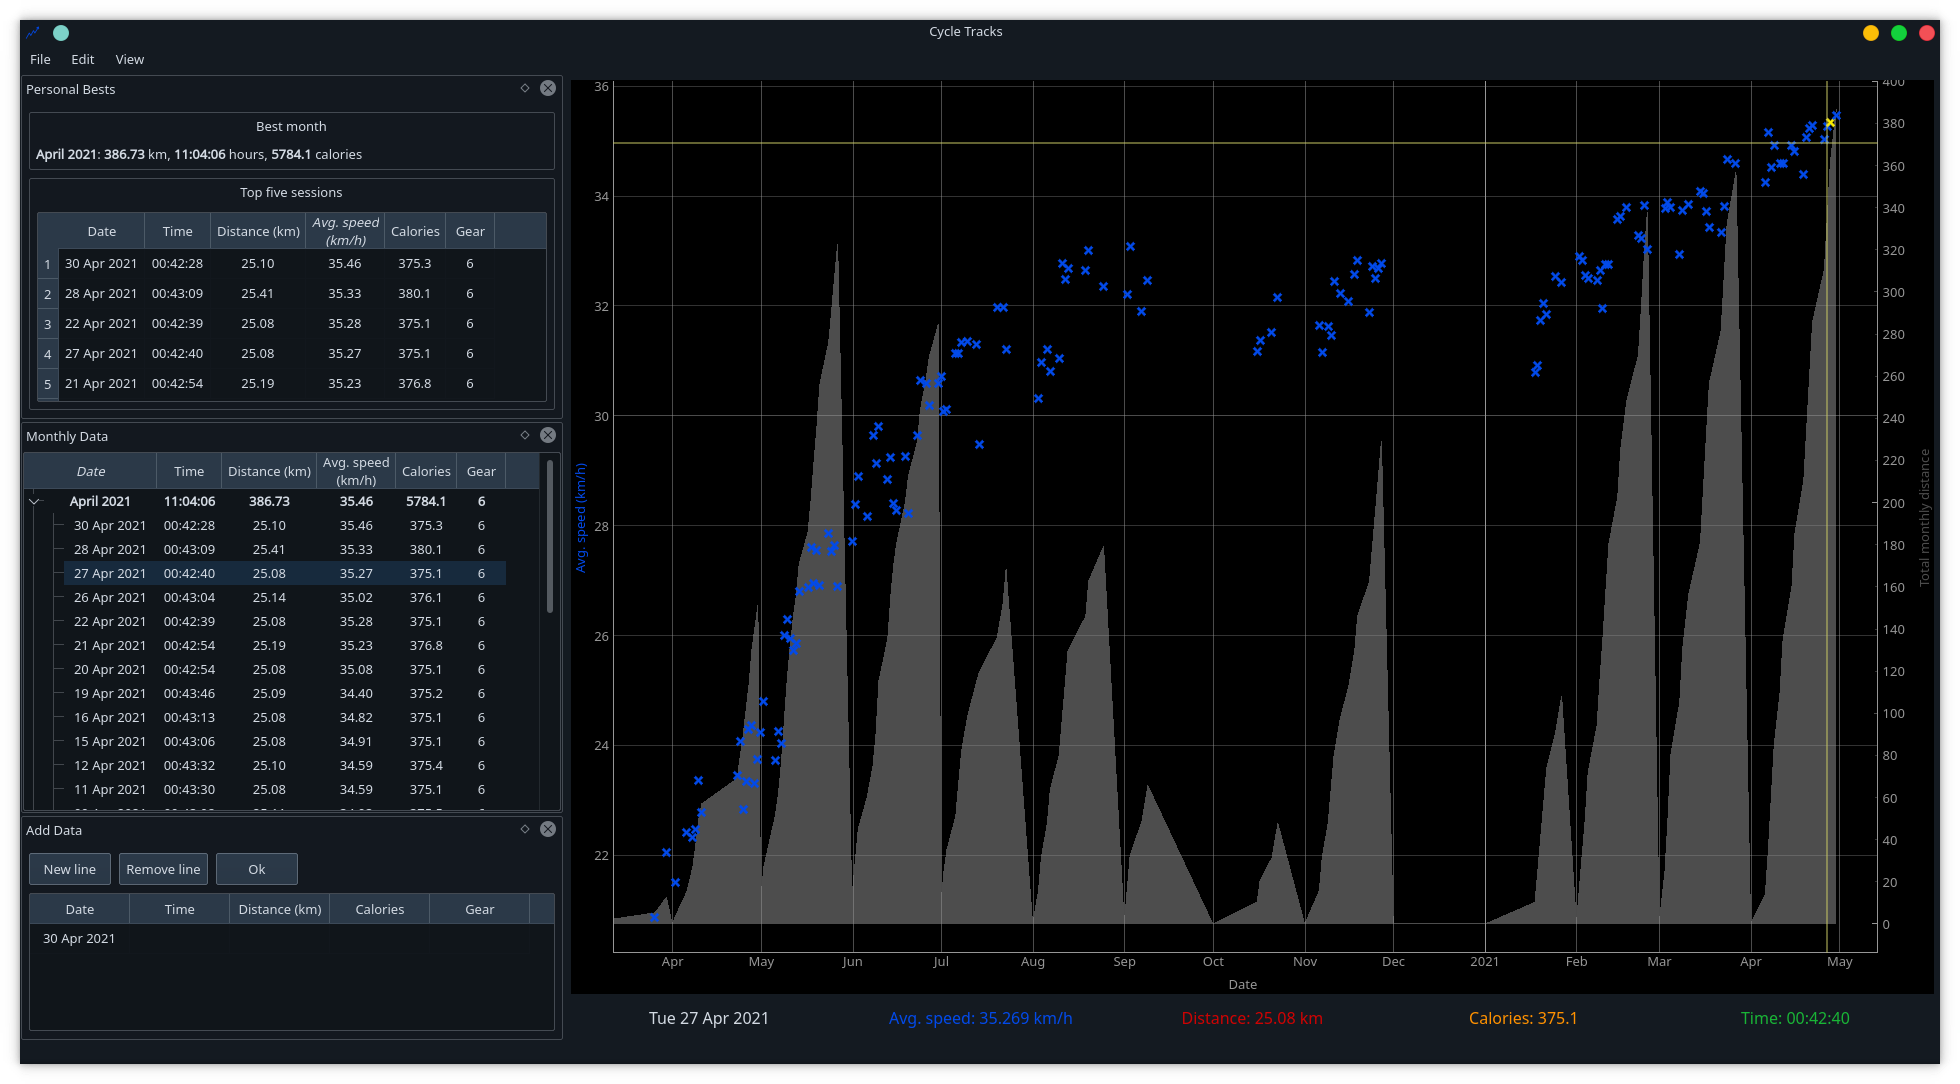 Cycle Tracks
File Edit View
Personal Bests
Best month
April 2021: 386.73 km, 11:04:06 hours, 5784.1 calories
Top five sessions
Date Time Distance (km) Avg. speed (km/h) Calories Gear
1 30 Apr 2021 00:42:28 25.10 35.46 375.3 6
2 28 Apr 2021 00:43:09 25.41 35.33 380.1 6
3 22 Apr 2021 00:42:39 25.08 35.28 375.1 6
4 27 Apr 2021 00:42:40 25.08 35.27 375.1 6
5 21 Apr 2021 00:42:54 25.19 35.23 376.8 6
Monthly Data
Date Time Distance (km) Avg. speed (km/h) Calories Gear
April 2021 11:04:06 386.73 35.46 5784.1 6
30 Apr 2021 00:42:28 25.10 35.46 375.3 6
28 Apr 2021 00:43:09 25.41 35.33 380.1 6
27 Apr 2021 00:42:40 25.08 35.27 375.1 6
26 Apr 2021 00:43:04 25.14 35.02 376.1 6
22 Apr 2021 00:42:39 25.08 35.28 375.1 6
21 Apr 2021 00:42:54 25.19 35.23 376.8 6
20 Apr 2021 00:42:54 25.08 35.08 375.1 6
19 Apr 2021 00:43:46 25.09 34.40 375.2 6
16 Apr 2021 00:43:13 25.08 34.82 375.1 6
15 Apr 2021 00:43:06 25.08 34.91 375.1 6
12 Apr 2021 00:43:32 25.10 34.59 375.4 6
11 Apr 2021 00:43:30 25.08 34.59 375.1 6
Add Data
New line Remove line Ok
Date Time Distance (km) Calories Gear
30 Apr 2021
Avg. speed (km/h)
36
34
32
30
28
26
24
22
400
380
360
340
320
300
280
260
240
220
200
180
160
140
120
100
80
60
40
20
0
Total monthly distance
Apr May Jun Jul Aug Sep Oct Nov Dec 2021 Feb Mar Apr May
Date
Tue 27 Apr 2021 Avg. speed: 35.269 km/h Distance: 25.08 km Calories: 375.1 Time: 00:42:40